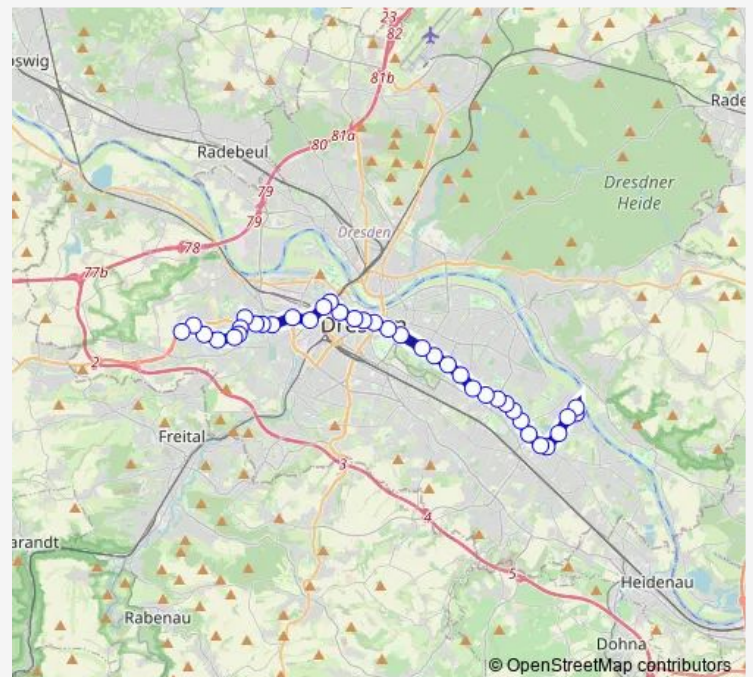 23
82
oswig
81b
Rade
81a
80
Radebeul
79
Dresdner
Heide
79
Dresden
78
77b
Dresden
2
Freital
3
4
arandt
5
Heidenau
Rabenau
Dohna
© OpenStreetMap contributors